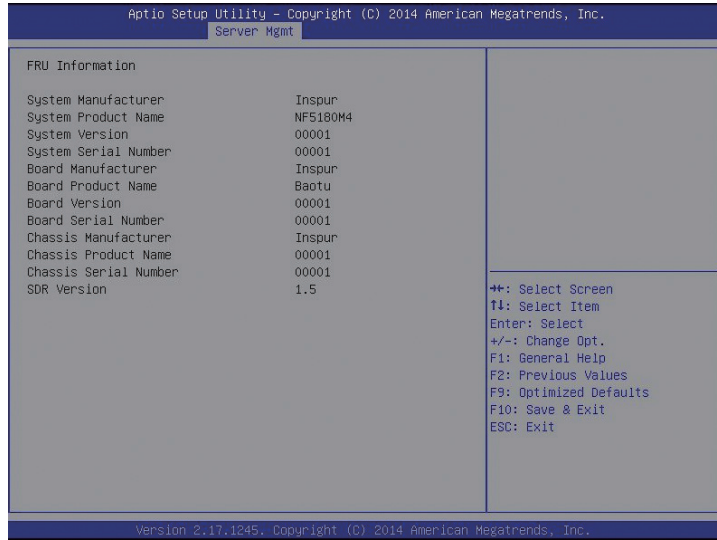 Aptio Setup Utility – Copyright (C) 2014 American Megatrends, Inc.
Server Mgmt
FRU Information
System Manufacturer Inspur
System Product Name NF5180M4
System Version 00001
System Serial Number 00001
Board Manufacturer Inspur
Board Product Name Baotu
Board Version 00001
Board Serial Number 00001
Chassis Manufacturer Inspur
Chassis Product Name 00001
Chassis Serial Number 00001
SDR Version 1.5
→←: Select Screen
↑↓: Select Item
Enter: Select
+/-: Change Opt.
F1: General Help
F2: Previous Values
F9: Optimized Defaults
F10: Save & Exit
ESC: Exit
Version 2.17.1245. Copyright (C) 2014 American Megatrends, Inc.